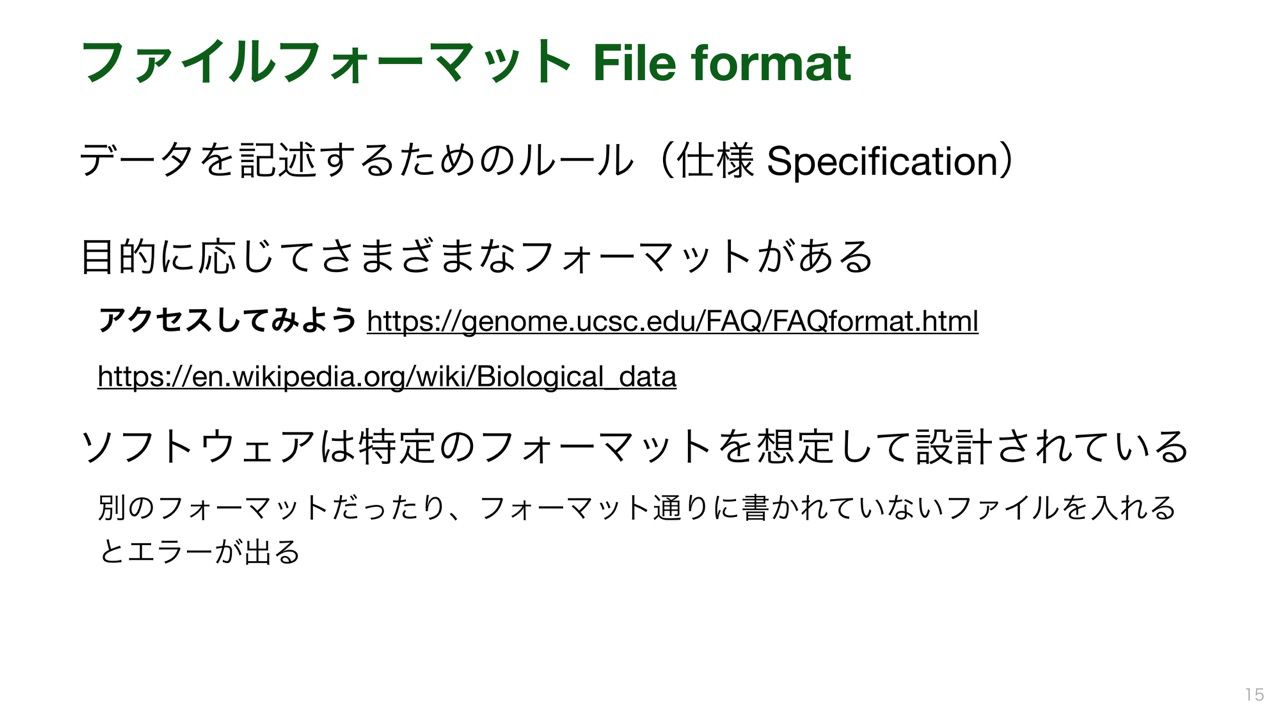 ファイルフォーマット File format
データを記述するためのルール（仕様 Specification）
目的に応じてさまざまなフォーマットがある
アクセスしてみよう https://genome.ucsc.edu/FAQ/FAQformat.html
https://en.wikipedia.org/wiki/Biological_data
ソフトウェアは特定のフォーマットを想定して設計されている
別のフォーマットだったり、フォーマット通りに書かれていないファイルを入れる
とエラーが出る
15